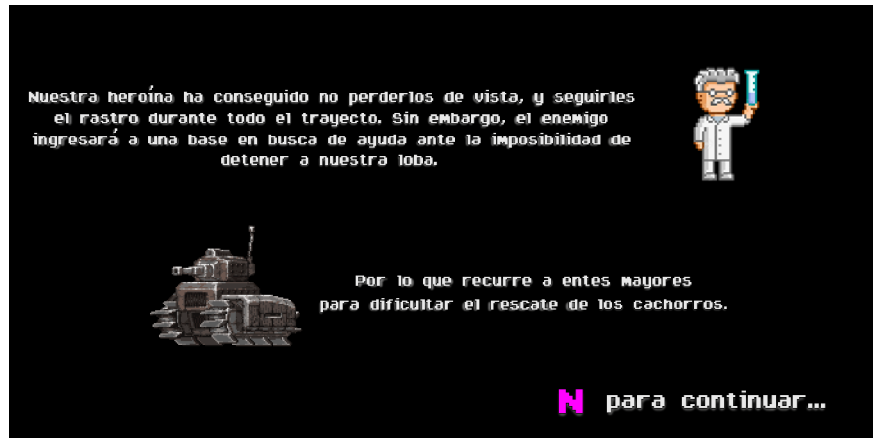 Nuestra heroína ha conseguido no perderlos de vista, y seguirles
el rastro durante todo el trayecto. Sin embargo, el enemigo
ingresará a una base en busca de ayuda ante la imposibilidad de
detener a nuestra loba.
Por lo que recurre a entes mayores
para dificultar el rescate de los cachorros.
N para continuar...